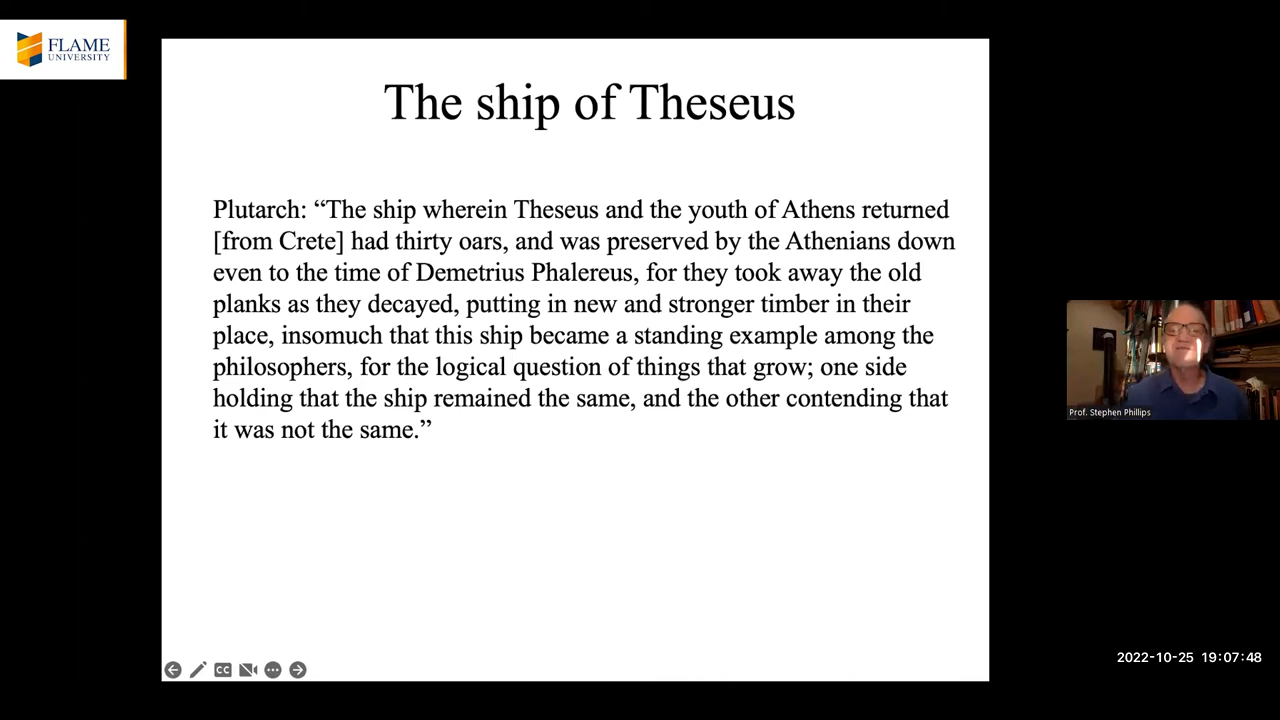 FLAME
UNIVERSITY
The ship of Theseus
Plutarch: “The ship wherein Theseus and the youth of Athens returned
[from Crete] had thirty oars, and was preserved by the Athenians down
even to the time of Demetrius Phalereus, for they took away the old
planks as they decayed, putting in new and stronger timber in their
place, insomuch that this ship became a standing example among the
philosophers, for the logical question of things that grow; one side
holding that the ship remained the same, and the other contending that
it was not the same.”
Prof. Stephen Phillips
CC
2022-10-25 19:07:48